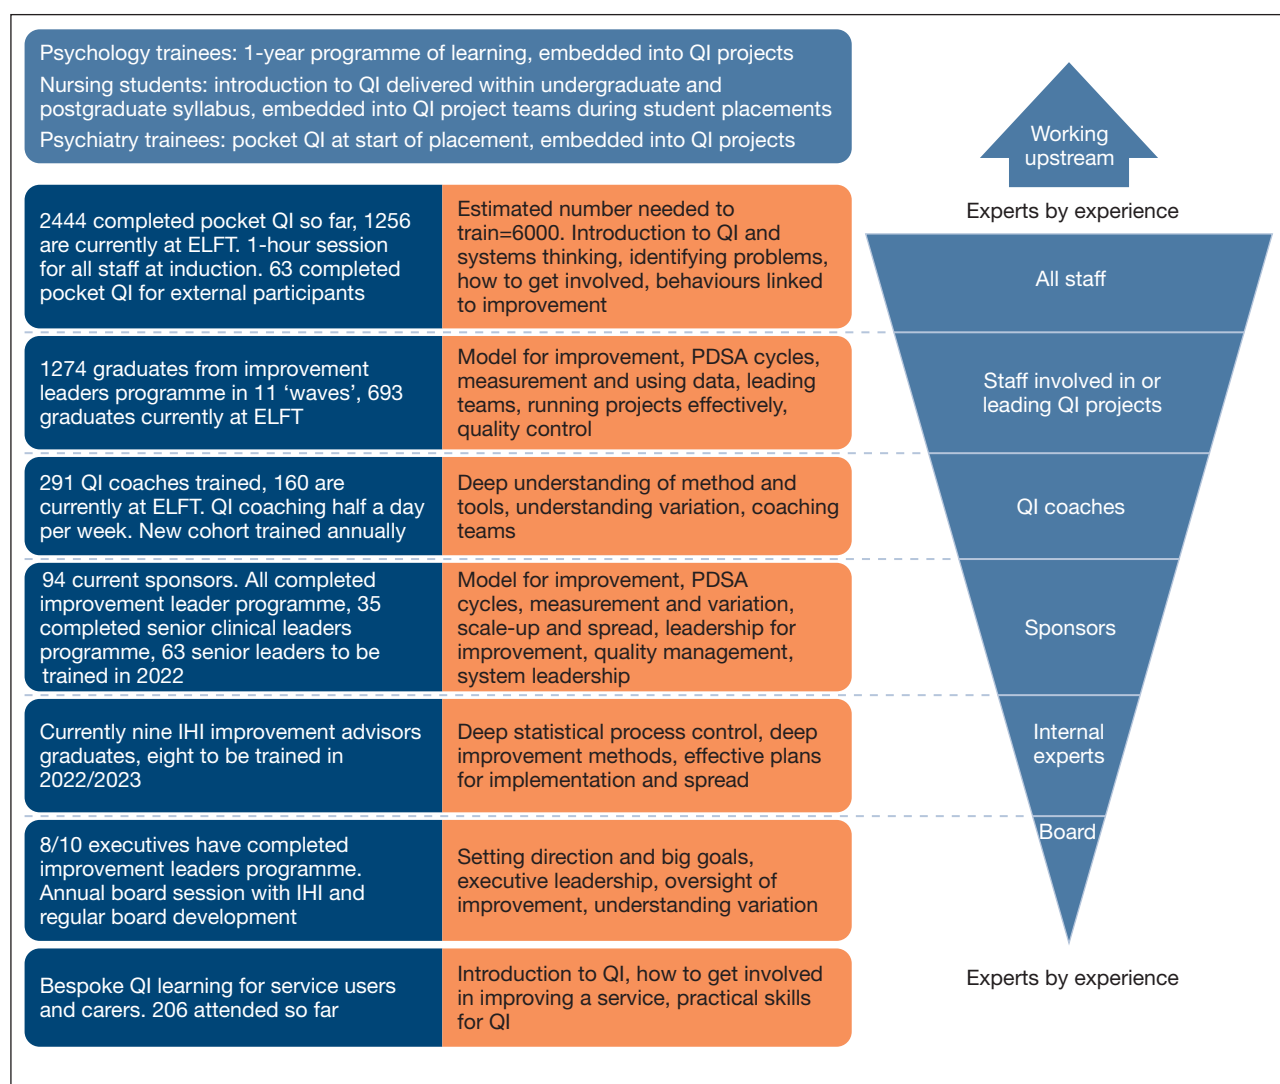 Psychology trainees: 1-year programme of learning, embedded into QI projects
Nursing students: introduction to QI delivered within undergraduate and
postgraduate syllabus, embedded into QI project teams during student placements
Psychiatry trainees: pocket QI at start of placement, embedded into QI projects
Working
upstream
Experts by experience
2444 completed pocket QI so far, 1256
are currently at ELFT. 1-hour session
for all staff at induction. 63 completed
pocket QI for external participants
Estimated number needed to
train=6000. Introduction to QI and
systems thinking, identifying problems,
how to get involved, behaviours linked
to improvement
All staff
1274 graduates from improvement
leaders programme in 11 ‘waves’, 693
graduates currently at ELFT
Model for improvement, PDSA cycles,
measurement and using data, leading
teams, running projects effectively,
quality control
Staff involved in or
leading QI projects
291 QI coaches trained, 160 are
currently at ELFT. QI coaching half a day
per week. New cohort trained annually
Deep understanding of method and
tools, understanding variation, coaching
teams
QI coaches
94 current sponsors. All completed
improvement leader programme, 35
completed senior clinical leaders
programme, 63 senior leaders to be
trained in 2022
Model for improvement, PDSA
cycles, measurement and variation,
scale-up and spread, leadership for
improvement, quality management,
system leadership
Sponsors
Currently nine IHI improvement advisors
graduates, eight to be trained in
2022/2023
Deep statistical process control, deep
improvement methods, effective plans
for implementation and spread
Internal
experts
8/10 executives have completed
improvement leaders programme.
Annual board session with IHI and
regular board development
Setting direction and big goals,
executive leadership, oversight of
improvement, understanding variation
Board
Bespoke QI learning for service users
and carers. 206 attended so far
Introduction to QI, how to get involved
in improving a service, practical skills
for QI
Experts by experience